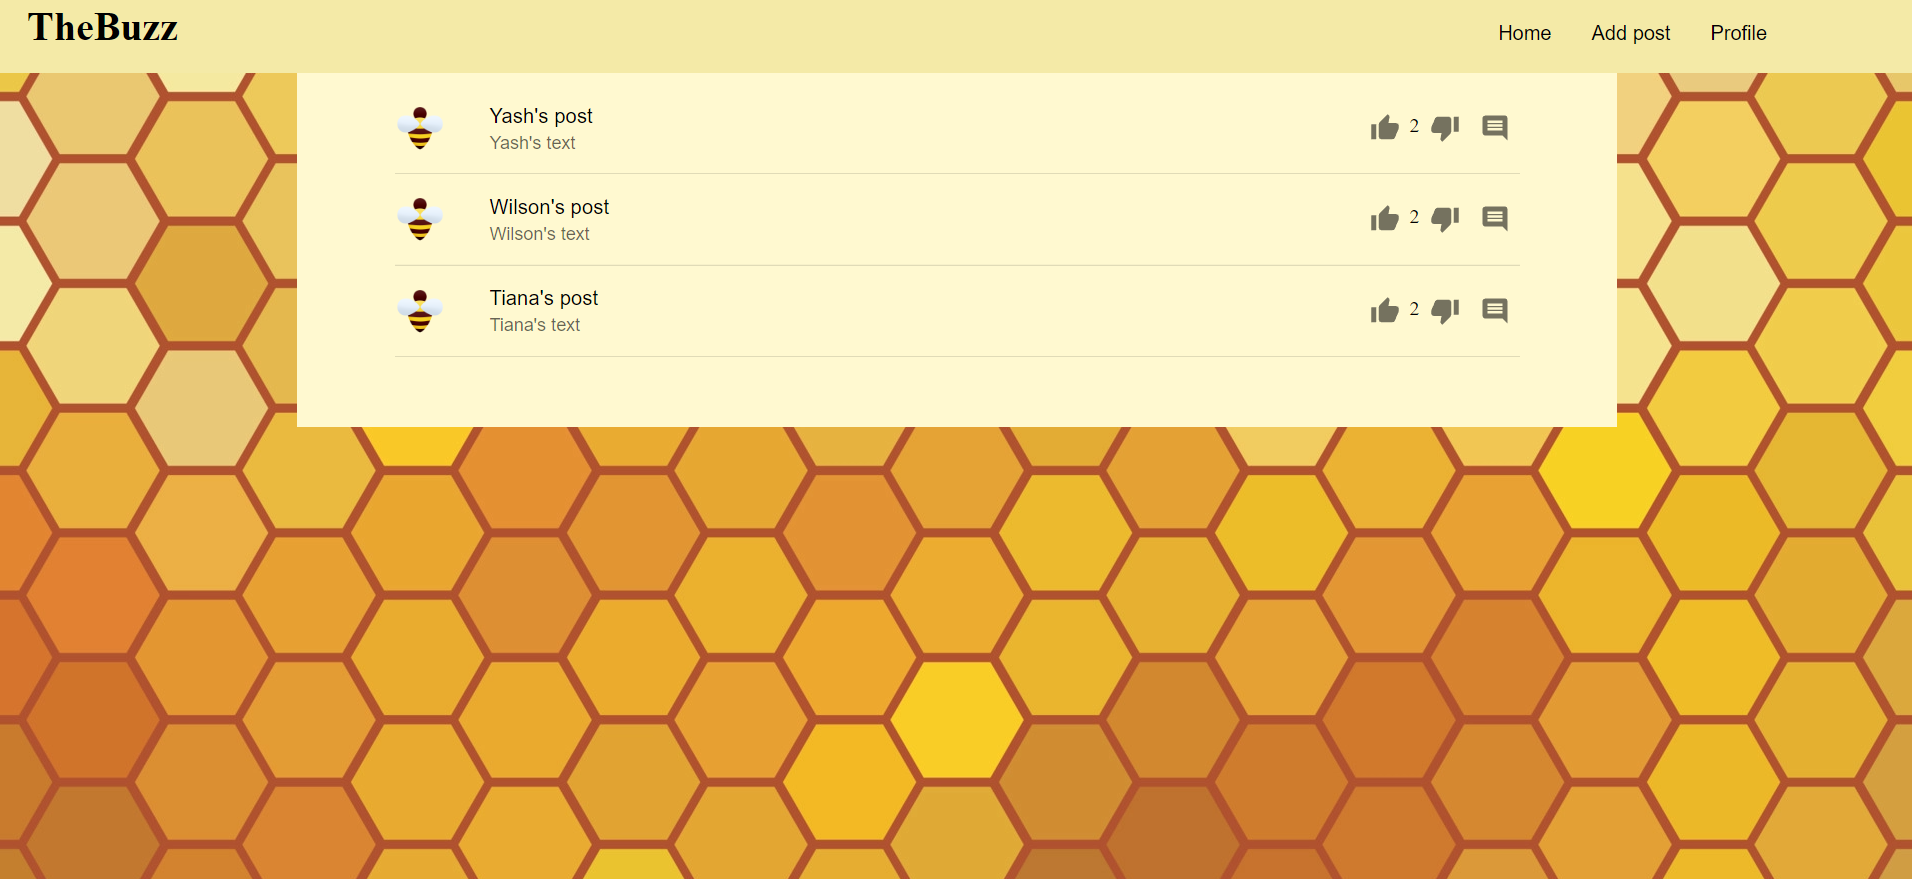 TheBuzz
Home Add post Profile
Yash's post
Yash's text
2
Wilson's post
Wilson's text
2
Tiana's post
Tiana's text
2